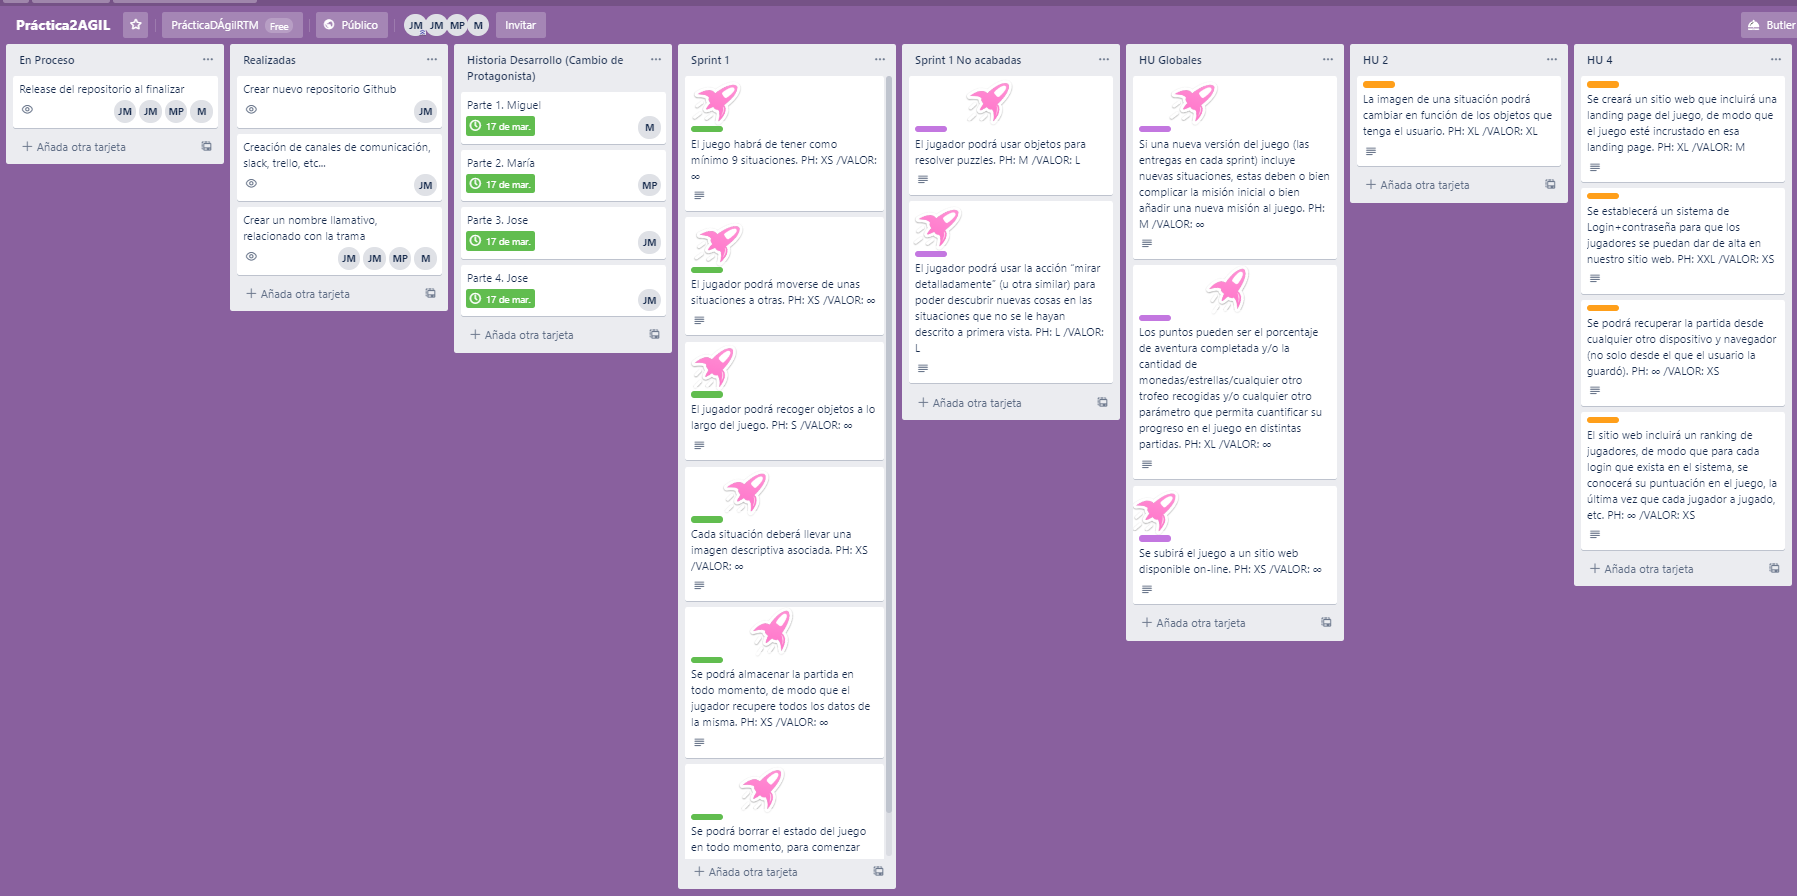 Práctica2AGIL
PrácticaDÁgilRTM Free
Público
JM JM MP M
Invitar
Butler
En Proceso
Release del repositorio al finalizar
JM JM MP M
+ Añada otra tarjeta
Realizadas
Crear nuevo repositorio Github
JM
Creación de canales de comunicación,
slack, trello, etc...
JM
Crear un nombre llamativo,
relacionado con la trama
JM JM MP M
+ Añada otra tarjeta
Historia Desarrollo (Cambio de
Protagonista)
Parte 1. Miguel
17 de mar.
M
Parte 2. María
17 de mar.
MP
Parte 3. Jose
17 de mar.
JM
Parte 4. Jose
17 de mar.
JM
+ Añada otra tarjeta
Sprint 1
El juego habrá de tener como
mínimo 9 situaciones. PH: XS /VALOR:
∞
El jugador podrá moverse de unas
situaciones a otras. PH: XS /VALOR: ∞
El jugador podrá recoger objetos a lo
largo del juego. PH: S /VALOR: ∞
Cada situación deberá llevar una
imagen descriptiva asociada. PH: XS
/VALOR: ∞
Se podrá almacenar la partida en
todo momento, de modo que el
jugador recupere todos los datos de
la misma. PH: XS /VALOR: ∞
Se podrá borrar el estado del juego
en todo momento, para comenzar
+ Añada otra tarjeta
Sprint 1 No acabadas
El jugador podrá usar objetos para
resolver puzzles. PH: M /VALOR: L
El jugador podrá usar la acción “mirar
detalladamente” (u otra similar) para
poder descubrir nuevas cosas en las
situaciones que no se le hayan
descrito a primera vista. PH: L /VALOR:
L
+ Añada otra tarjeta
HU Globales
Si una nueva versión del juego (las
entregas en cada sprint) incluye
nuevas situaciones, estas deben o bien
complicar la misión inicial o bien
añadir una nueva misión al juego. PH:
M /VALOR: ∞
Los puntos pueden ser el porcentaje
de aventura completada y/o la
cantidad de
monedas/estrellas/cualquier otro
trofeo recogidas y/o cualquier otro
parámetro que permita cuantificar su
progreso en el juego en distintas
partidas. PH: XL /VALOR: ∞
Se subirá el juego a un sitio web
disponible on-line. PH: XS /VALOR: ∞
+ Añada otra tarjeta
HU 2
La imagen de una situación podrá
cambiar en función de los objetos que
tenga el usuario. PH: XL /VALOR: XL
+ Añada otra tarjeta
HU 4
Se creará un sitio web que incluirá una
landing page del juego, de modo que
el juego esté incrustado en esa
landing page. PH: XL /VALOR: M
Se establecerá un sistema de
Login+contraseña para que los
jugadores se puedan dar de alta en
nuestro sitio web. PH: XXL /VALOR: XS
Se podrá recuperar la partida desde
cualquier otro dispositivo y navegador
(no solo desde el que el usuario la
guardó). PH: ∞ /VALOR: XS
El sitio web incluirá un ranking de
jugadores, de modo que para cada
login que exista en el sistema, se
conocerá su puntuación en el juego, la
última vez que cada jugador a jugado,
etc. PH: ∞ /VALOR: XS
+ Añada otra tarjeta